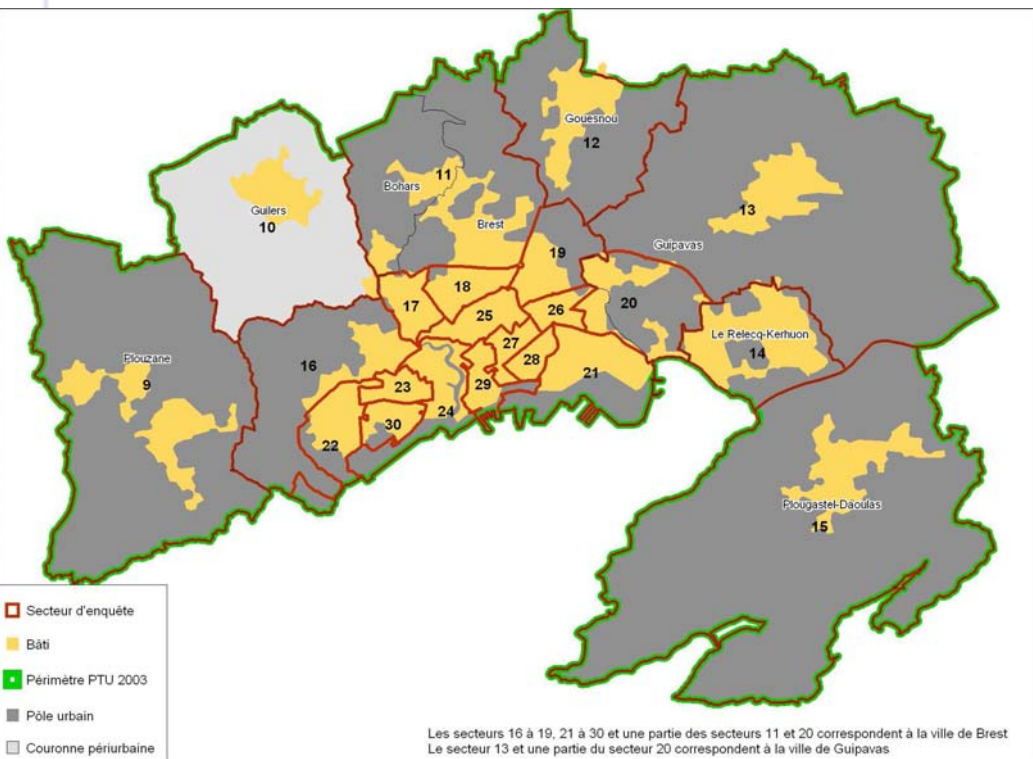 Gouesnou
12
Bohars
11
Guilers
10
Brest
13
Guipavas
19
18
17
20
25
26
Le Relecq-Kerhuon
14
27
28
Plouzane
9
16
21
23
29
24
30
22
Plougastel-Daoulas
15
Secteur d'enquête
Bâti
Périmètre PTU 2003
Pôle urbain
Couronne périurbaine
Les secteurs 16 à 19, 21 à 30 et une partie des secteurs 11 et 20 correspondent à la ville de Brest
Le secteur 13 et une partie du secteur 20 correspondent à la ville de Guipavas